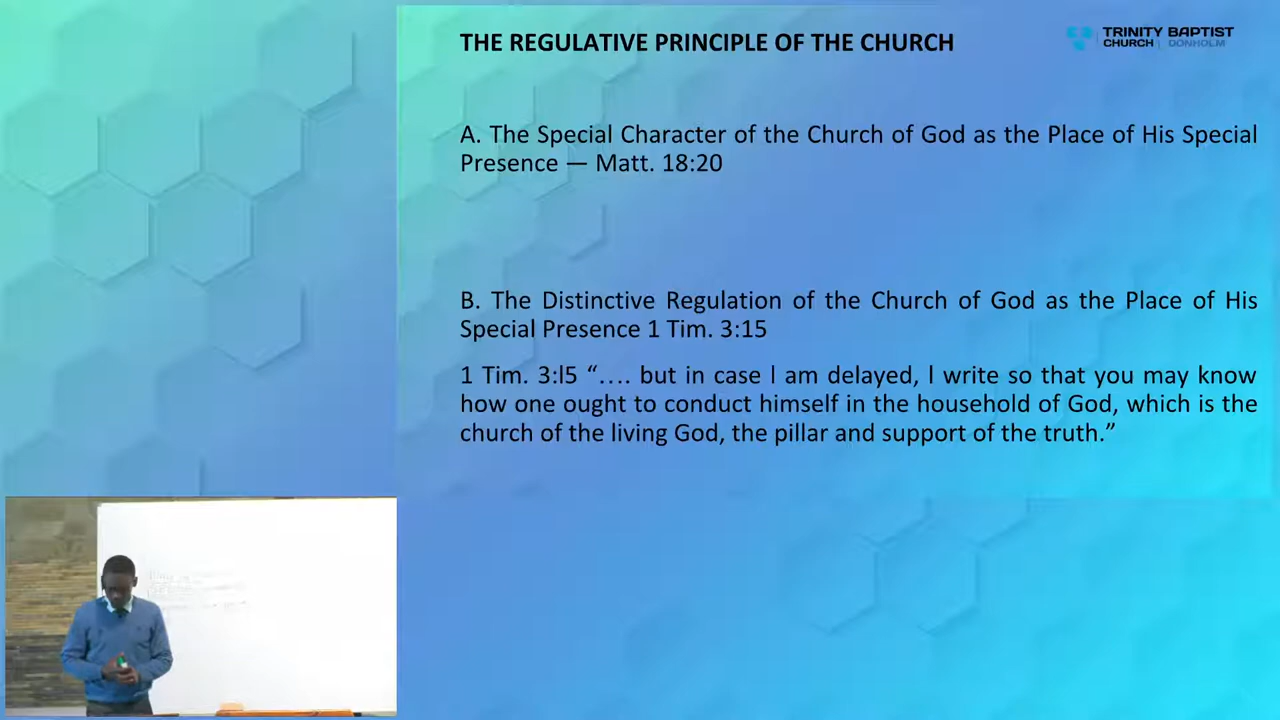 THE REGULATIVE PRINCIPLE OF THE CHURCH
TRINITY BAPTIST
CHURCH | DONHOLM
A. The Special Character of the Church of God as the Place of His Special
Presence — Matt. 18:20
B. The Distinctive Regulation of the Church of God as the Place of His
Special Presence 1 Tim. 3:15
1 Tim. 3:l5 “…. but in case l am delayed, l write so that you may know
how one ought to conduct himself in the household of God, which is the
church of the living God, the pillar and support of the truth.”